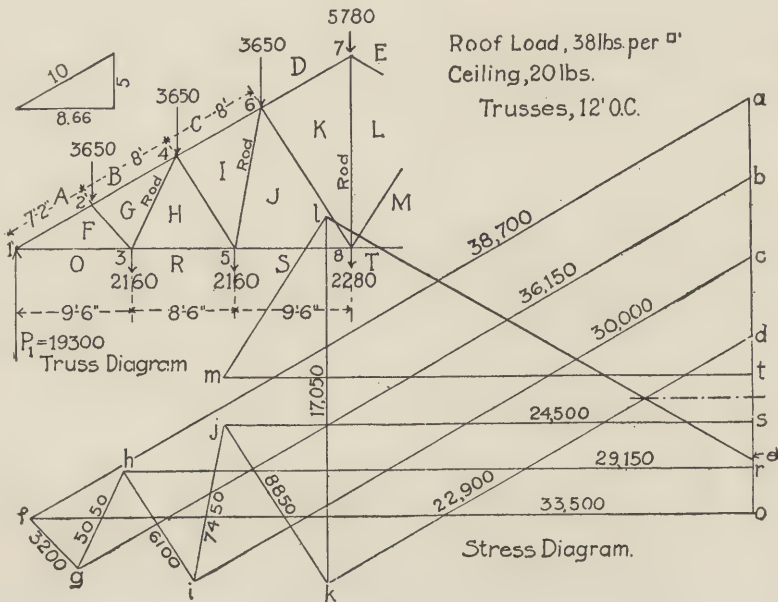 5780
3650
7
E
Roof Load, 38 lbs. per □'
D
Ceiling, 20 lbs.
Trusses, 12' O.C.
10
5
8.66
3650
8'
6
K
L
a
C
3650
8'
4
I
Rod
Rod
b
A
B
2
7'2"
G
Rod
H
J
l
M
38,700
1
F
O
3
R
5
S
8
T
36,150
c
2160
2160
2280
9'6"
8'6"
9'6"
30,000
d
P₁=19300
Truss Diagram
m
t
17,050
j
24,500
s
h
29,150
e
r
22,900
f
5050
7450
8850
33,500
o
3200
6100
g
i
k
Stress Diagram.